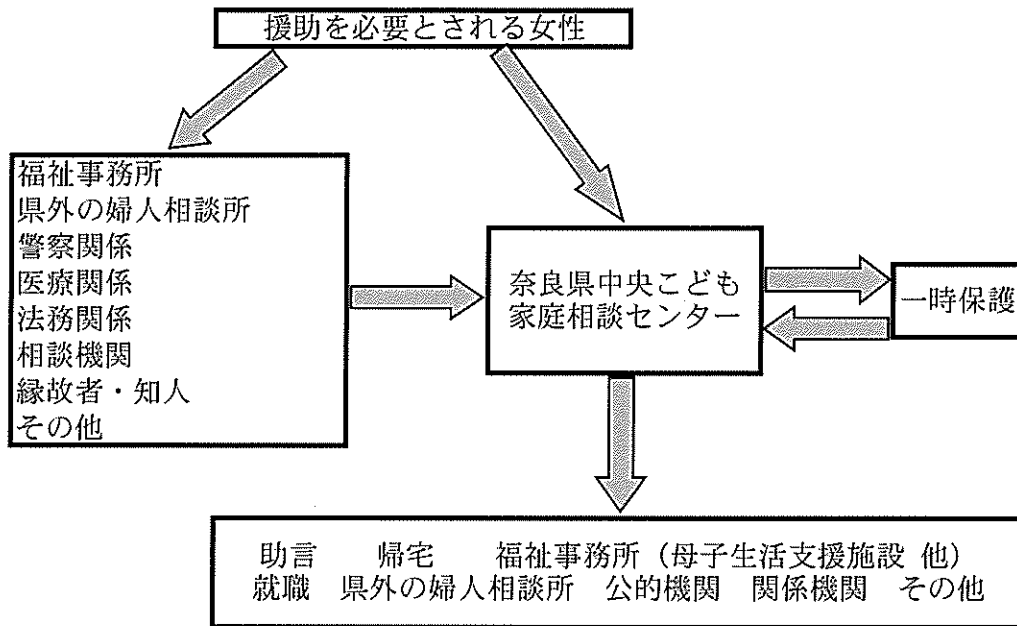 援助を必要とされる女性
福祉事務所
県外の婦人相談所
警察関係
医療関係
法務関係
相談機関
縁故者・知人
その他
奈良県中央こども
家庭相談センター
一時保護
助言 帰宅 福祉事務所（母子生活支援施設 他）
就職 県外の婦人相談所 公的機関 関係機関 その他